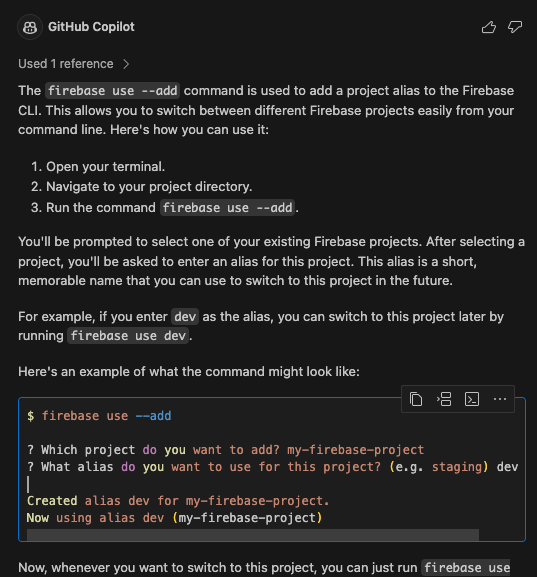 GitHub Copilot
Used 1 reference
The firebase use --add command is used to add a project alias to the Firebase
CLI. This allows you to switch between different Firebase projects easily from your
command line. Here's how you can use it:
1. Open your terminal.
2. Navigate to your project directory.
3. Run the command firebase use --add.
You'll be prompted to select one of your existing Firebase projects. After selecting a
project, you'll be asked to enter an alias for this project. This alias is a short,
memorable name that you can use to switch to this project in the future.
For example, if you enter dev as the alias, you can switch to this project later by
running firebase use dev.
Here's an example of what the command might look like:
$ firebase use --add
? Which project do you want to add? my-firebase-project
? What alias do you want to use for this project? (e.g. staging) dev
Created alias dev for my-firebase-project.
Now using alias dev (my-firebase-project)
Now, whenever you want to switch to this project, you can just run firebase use